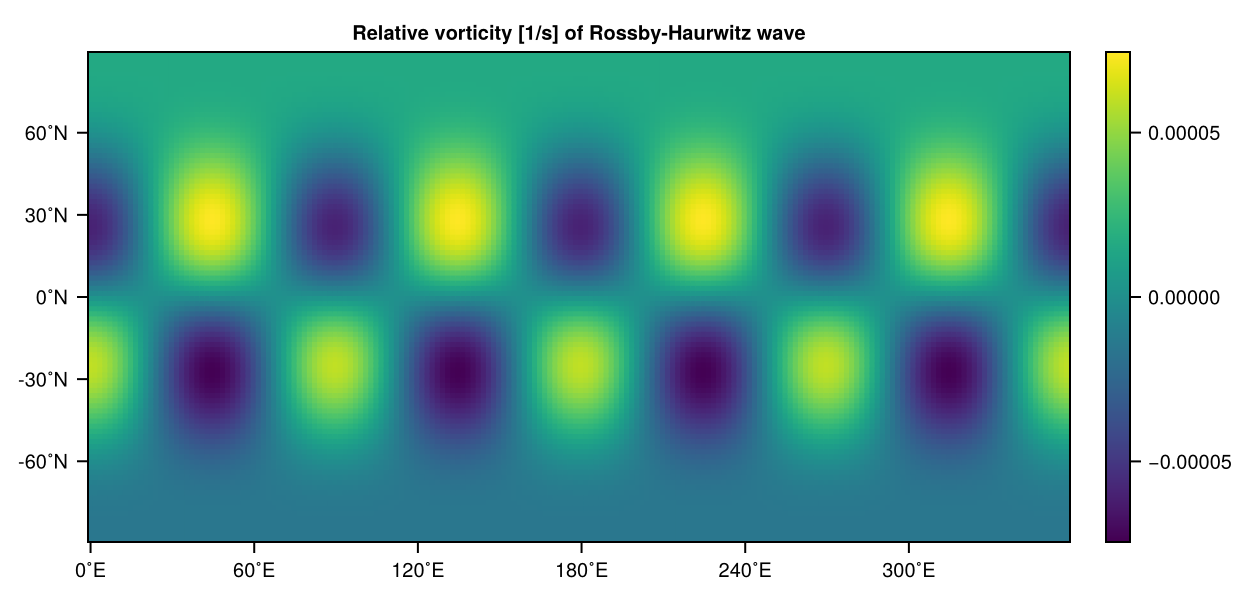 Relative vorticity [1/s] of Rossby-Haurwitz wave
60˚N
30˚N
0˚N
-30˚N
-60˚N
0˚E
60˚E
120˚E
180˚E
240˚E
300˚E
0.00005
0.00000
−0.00005